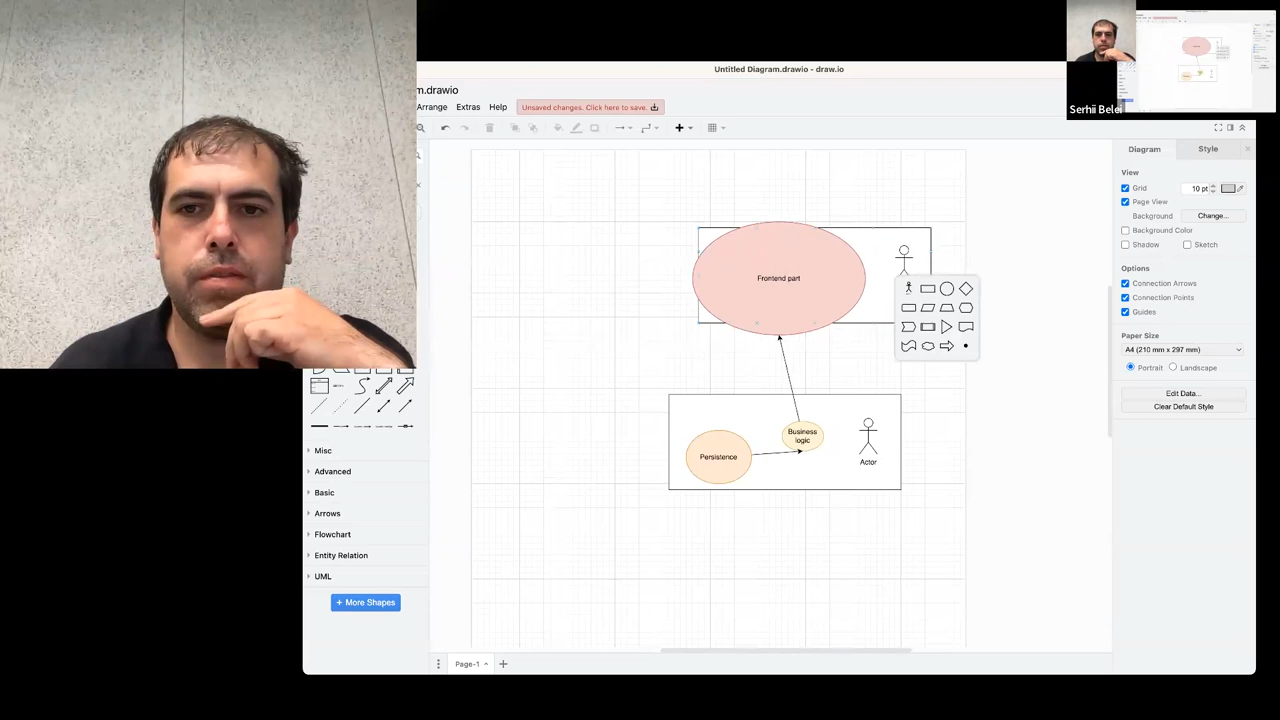 Untitled Diagram.drawio - draw.io
m.drawio
Arrange Extras Help Unsaved changes. Click here to save.
Serhii Belei
Diagram Style
View
Grid 10 pt
Page View
Background Change...
Background Color
Shadow Sketch
Options
Connection Arrows
Connection Points
Guides
Paper Size
A4 (210 mm x 297 mm)
Portrait Landscape
Edit Data...
Clear Default Style
Frontend part
Business
logic
Persistence
Actor
Misc
Advanced
Basic
Arrows
Flowchart
Entity Relation
UML
+ More Shapes
Page-1